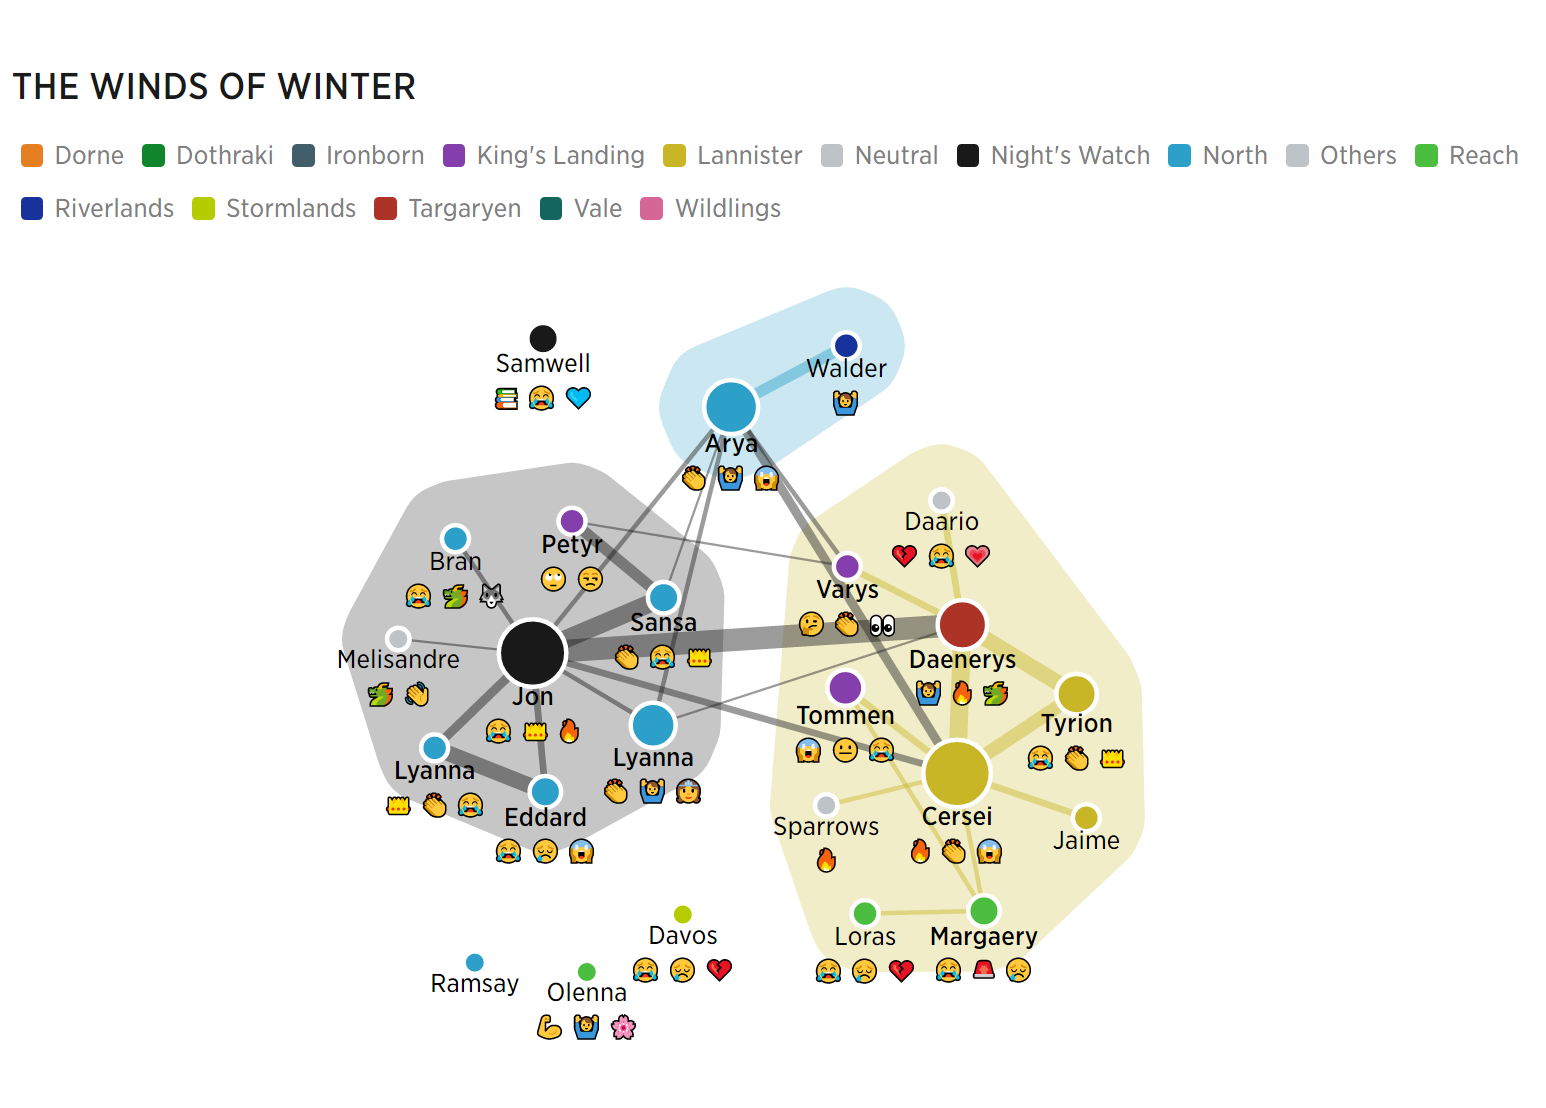 THE WINDS OF WINTER
Dorne Dothraki Ironborn King's Landing Lannister Neutral Night's Watch North Others Reach
Riverlands Stormlands Targaryen Vale Wildlings
Samwell
Walder
Arya
Daario
Petyr
Bran
Varys
Sansa
Melisandre
Daenerys
Jon
Tommen
Tyrion
Lyanna
Lyanna
Eddard
Cersei
Sparrows
Jaime
Davos
Loras
Margaery
Ramsay
Olenna